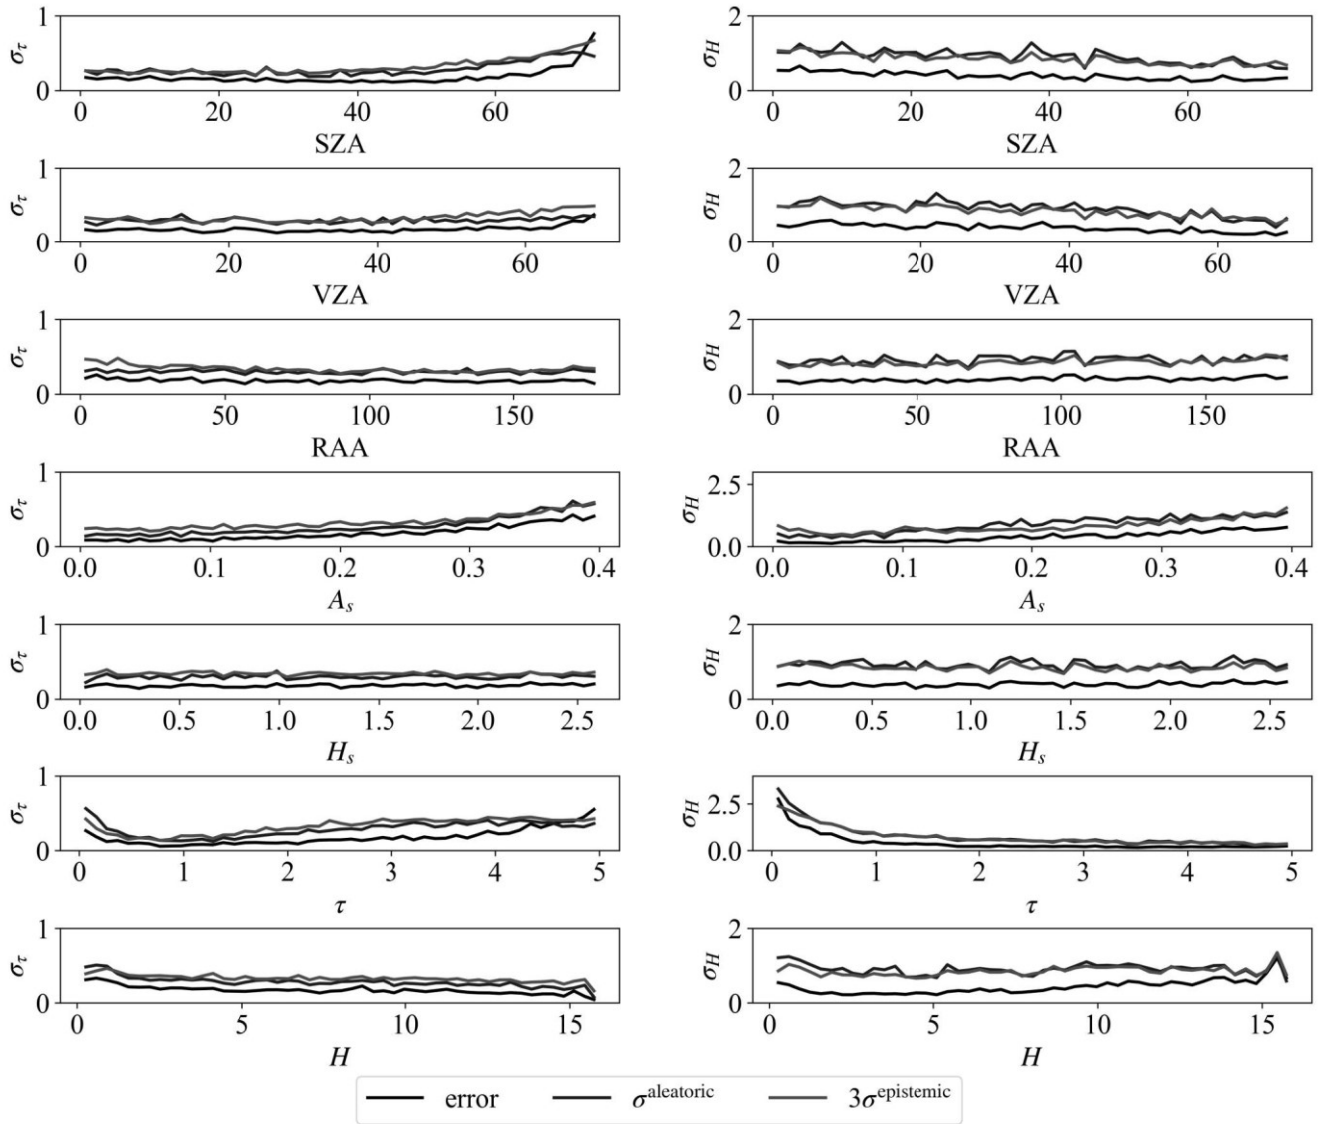 σ_τ 1 0 0 20 40 60 SZA
σ_H 2 1 0 0 20 40 60 SZA
σ_τ 1 0 0 20 40 60 VZA
σ_H 2 0 0 20 40 60 VZA
σ_τ 1 0 0 50 100 150 RAA
σ_H 2 0 0 50 100 150 RAA
σ_τ 1 0 0.0 0.1 0.2 0.3 0.4 A_s
σ_H 2.5 0.0 0.0 0.1 0.2 0.3 0.4 A_s
σ_τ 1 0 0.0 0.5 1.0 1.5 2.0 2.5 H_s
σ_H 2 0 0.0 0.5 1.0 1.5 2.0 2.5 H_s
σ_τ 1 0 0 1 2 3 4 5 τ
σ_H 2.5 0.0 0 1 2 3 4 5 τ
σ_τ 1 0 0 5 10 15 H
σ_H 2 0 0 5 10 15 H
error σ^aleatoric 3σ^epistemic